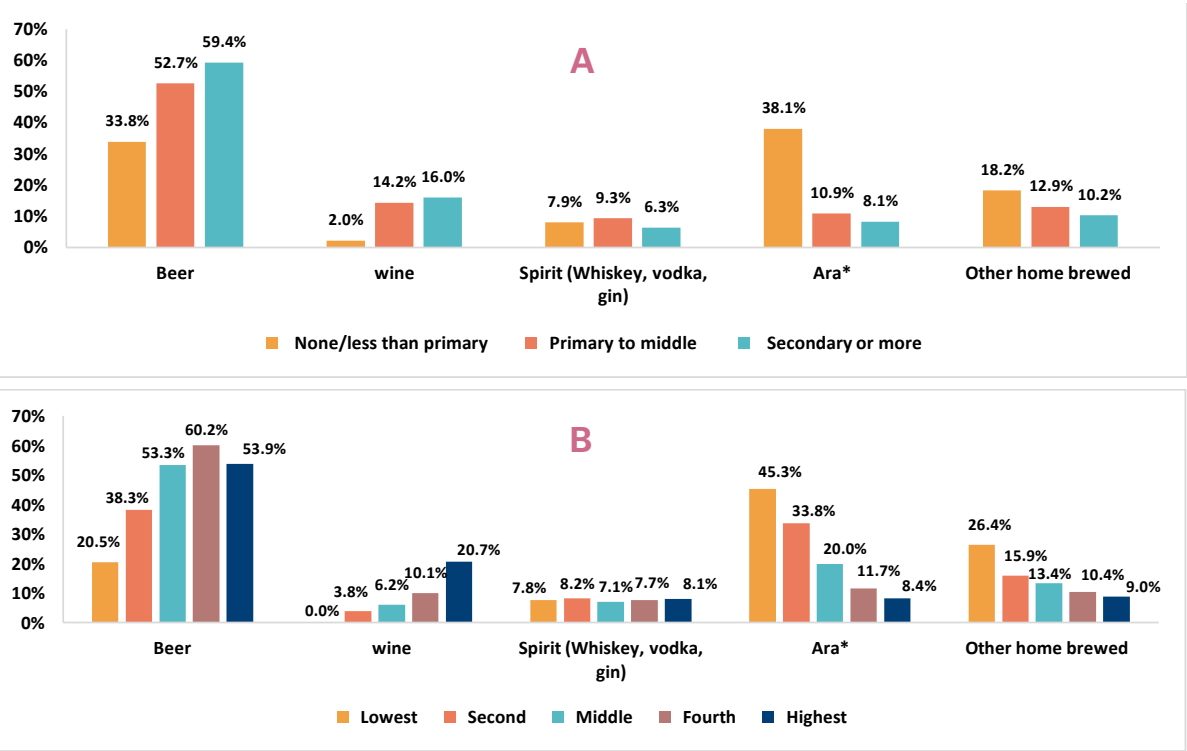 A
70%
60%
50%
40%
30%
20%
10%
0%
33.8%
52.7%
59.4%
2.0%
14.2%
16.0%
7.9%
9.3%
6.3%
38.1%
10.9%
8.1%
18.2%
12.9%
10.2%
Beer
wine
Spirit (Whiskey, vodka,
gin)
Ara*
Other home brewed
None/less than primary
Primary to middle
Secondary or more
B
70%
60%
50%
40%
30%
20%
10%
0%
20.5%
38.3%
53.3%
60.2%
53.9%
0.0%
3.8%
6.2%
10.1%
20.7%
7.8%
8.2%
7.1%
7.7%
8.1%
45.3%
33.8%
20.0%
11.7%
8.4%
26.4%
15.9%
13.4%
10.4%
9.0%
Beer
wine
Spirit (Whiskey, vodka,
gin)
Ara*
Other home brewed
Lowest
Second
Middle
Fourth
Highest